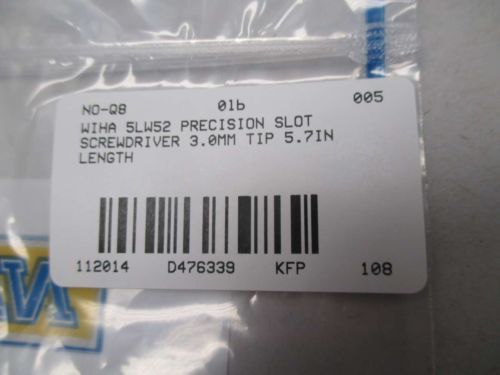 NO-Q8 01b 005
WIHA 5LW52 PRECISION SLOT
SCREWDRIVER 3.0MM TIP 5.7IN
LENGTH
112014 D476339 KFP 108